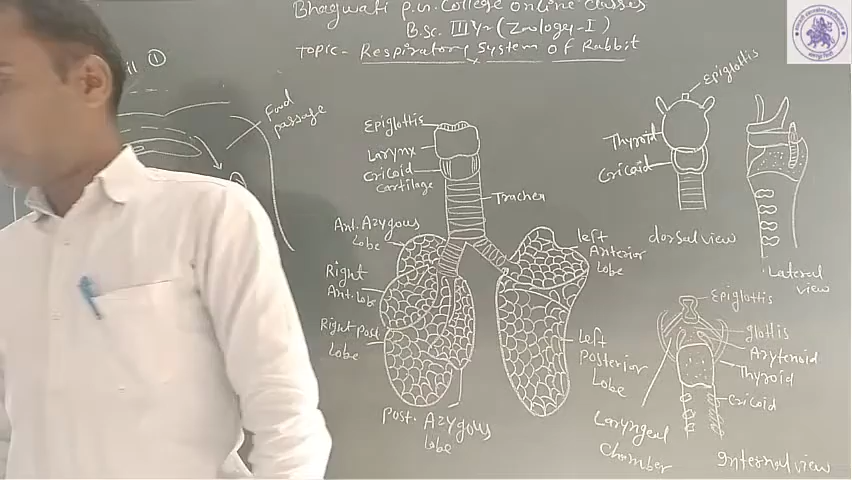 Bhagwati P.G. College online classes
B.Sc. III Yr (Zoology-I)
Topic- Respiratory System of Rabbit
①
Food
passage
Epiglottis
Larynx
Cricoid
cartilage
Trachea
Ant. Azygous
lobe
Right
Ant. lobe
Right Post
lobe
Post. Azygous
lobe
left
Anterior
lobe
left
Posterior
lobe
Epiglottis
Thyroid
Cricoid
dorsal view
Lateral
view
Epiglottis
glottis
Arytenoid
Thyroid
Cricoid
Laryngeal
Chamber
Internal view